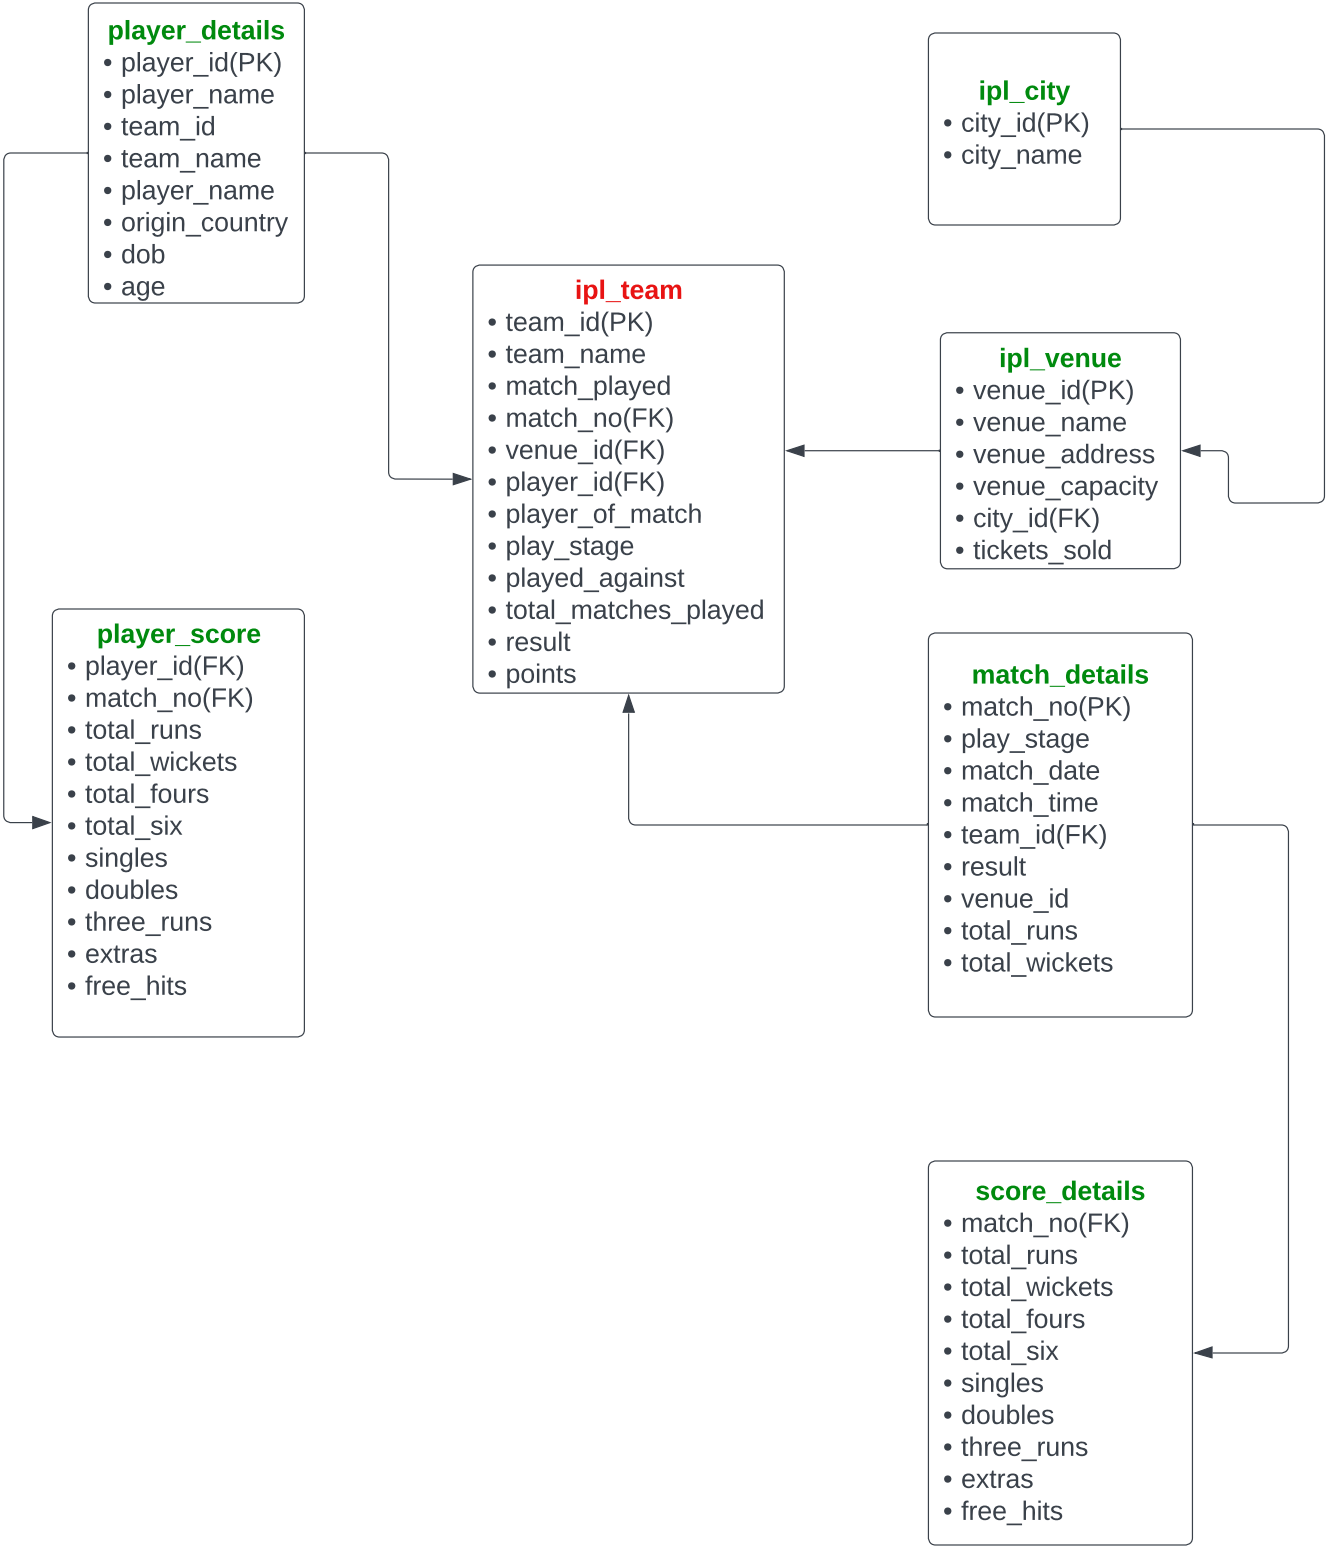 player_details
• player_id(PK)
• player_name
• team_id
• team_name
• player_name
• origin_country
• dob
• age
ipl_city
• city_id(PK)
• city_name
ipl_team
• team_id(PK)
• team_name
• match_played
• match_no(FK)
• venue_id(FK)
• player_id(FK)
• player_of_match
• play_stage
• played_against
• total_matches_played
• result
• points
ipl_venue
• venue_id(PK)
• venue_name
• venue_address
• venue_capacity
• city_id(FK)
• tickets_sold
player_score
• player_id(FK)
• match_no(FK)
• total_runs
• total_wickets
• total_fours
• total_six
• singles
• doubles
• three_runs
• extras
• free_hits
match_details
• match_no(PK)
• play_stage
• match_date
• match_time
• team_id(FK)
• result
• venue_id
• total_runs
• total_wickets
score_details
• match_no(FK)
• total_runs
• total_wickets
• total_fours
• total_six
• singles
• doubles
• three_runs
• extras
• free_hits